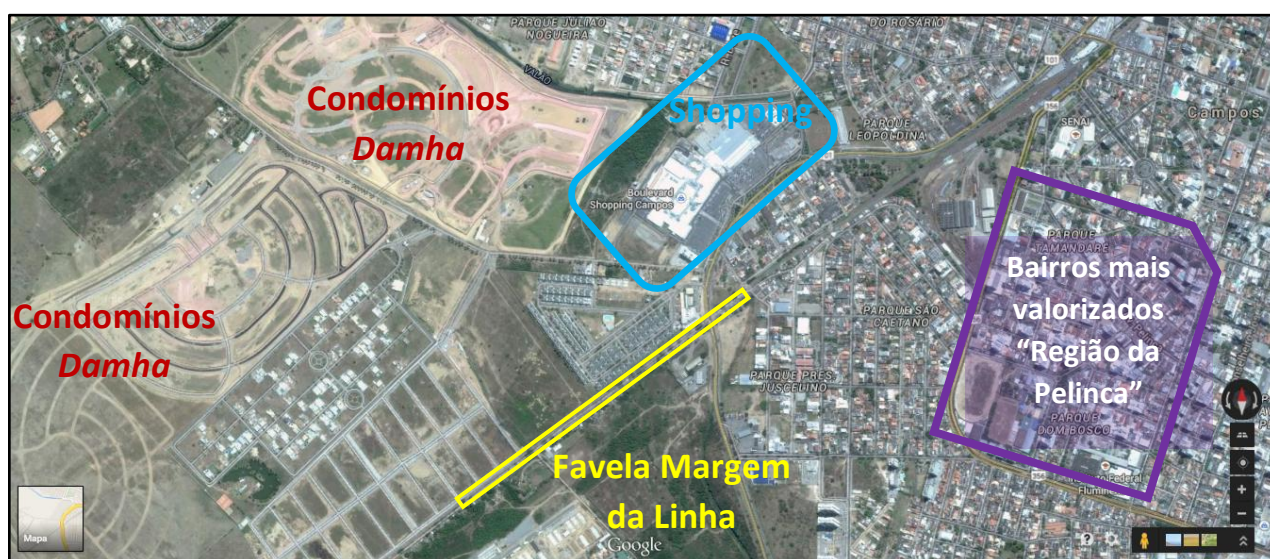 PARQUE JULIÃO
NOGUEIRA
DO ROSÁRIO
VALÃO
101
Condomínios
Damha
Shopping
PARQUE
LEOPOLDINA
SENAI
Campos
Boulevard
Shopping Campos
PARQUE
TAMANDARÉ
Bairros mais
valorizados
“Região da
Pelinca”
Condomínios
Damha
PARQUE SÃO
CAETANO
PARQUE PRES.
JUSCELINO
PARQUE
DOM BOSCO
Favela Margem
da Linha
Mapa
Google